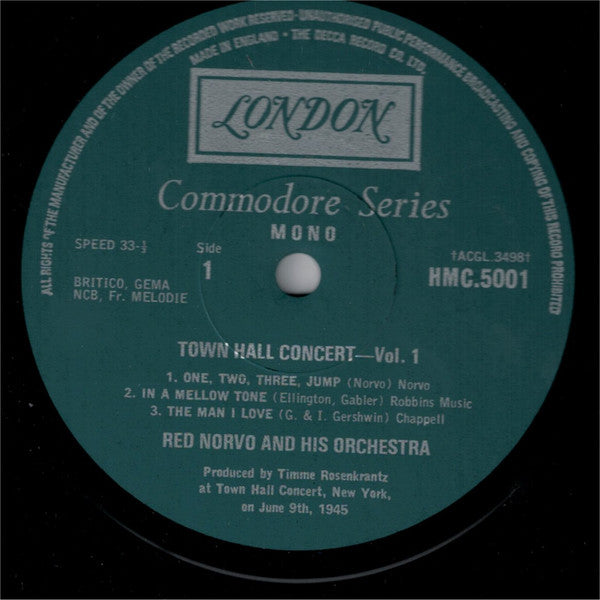 ALL RIGHTS OF THE MANUFACTURER AND OF THE OWNER OF THE RECORDED WORK RESERVED · UNAUTHORISED PUBLIC PERFORMANCE BROADCASTING AND COPYING OF THIS RECORD PROHIBITED
MADE IN ENGLAND · THE DECCA RECORD CO. LTD.
LONDON
Commodore Series
MONO
SPEED 33-⅓
Side
1
†ACGL.3498†
HMC.5001
BRITICO, GEMA
NCB, Fr. MELODIE
TOWN HALL CONCERT—Vol. 1
1. ONE, TWO, THREE, JUMP (Norvo) Norvo
2. IN A MELLOW TONE (Ellington, Gabler) Robbins Music
3. THE MAN I LOVE (G. & I. Gershwin) Chappell
RED NORVO AND HIS ORCHESTRA
Produced by Timme Rosenkrantz
at Town Hall Concert, New York,
on June 9th, 1945